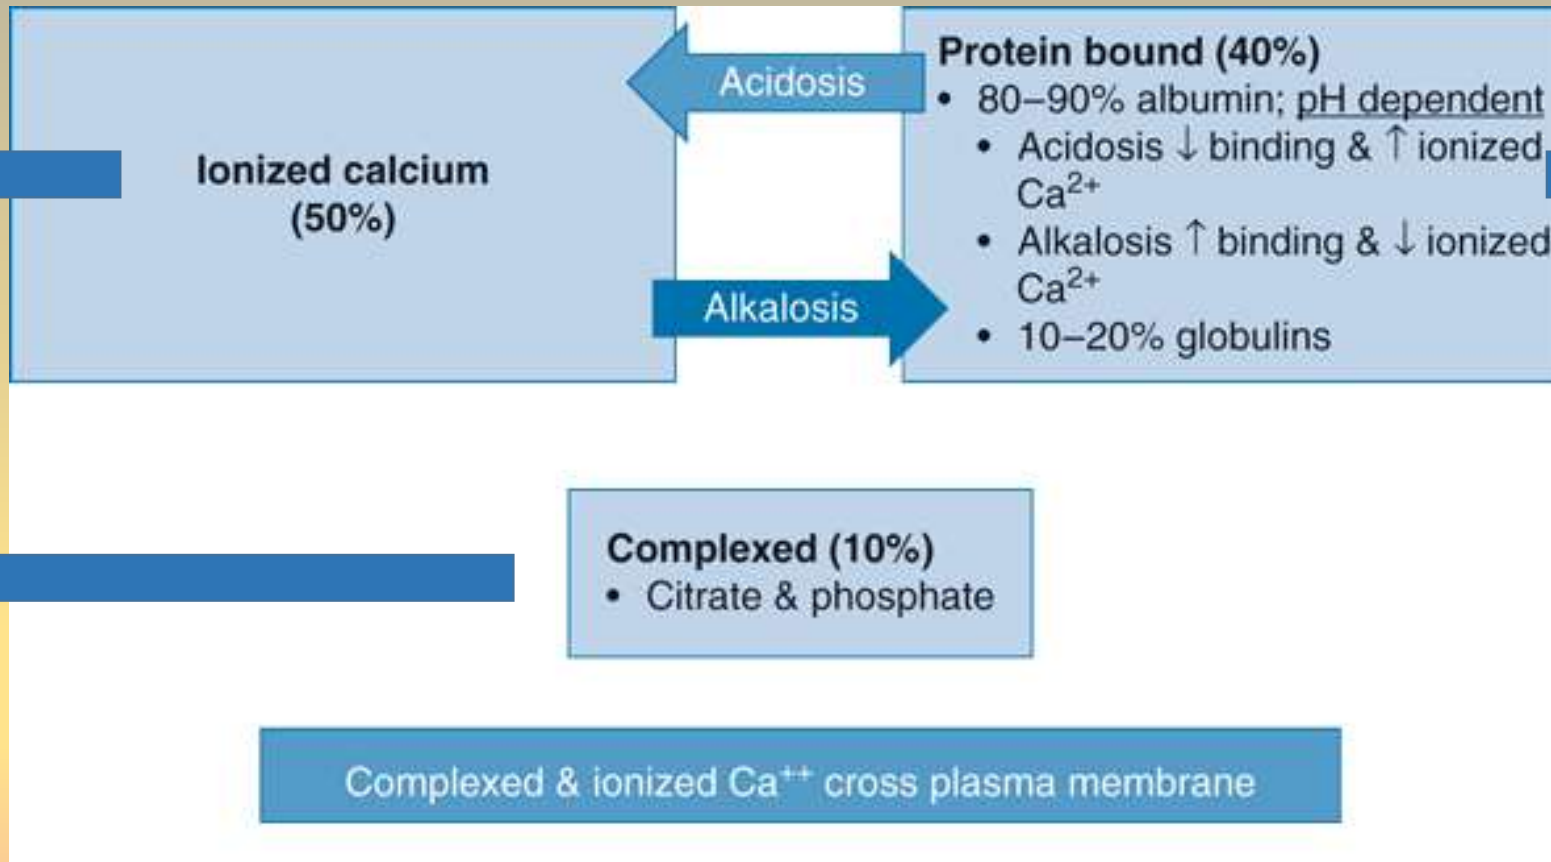 Ionized calcium
(50%)
Acidosis
Alkalosis
Protein bound (40%)
• 80–90% albumin; pH dependent
• Acidosis ↓ binding & ↑ ionized
Ca²⁺
• Alkalosis ↑ binding & ↓ ionized
Ca²⁺
• 10–20% globulins
Complexed (10%)
• Citrate & phosphate
Complexed & ionized Ca⁺⁺ cross plasma membrane